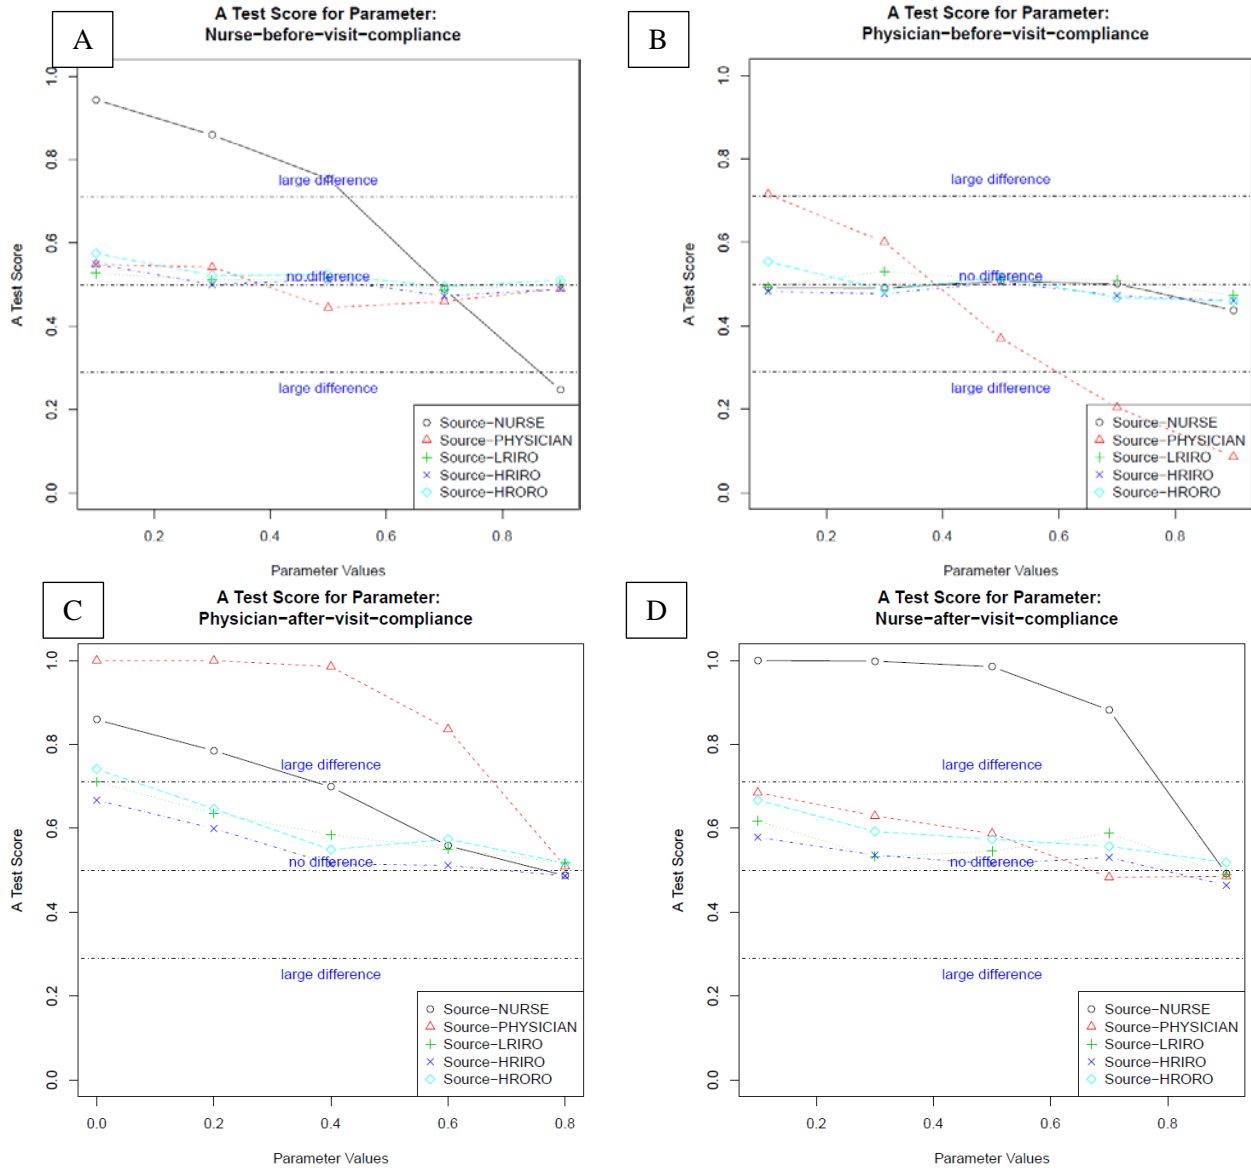 A
A Test Score for Parameter:
Nurse−before−visit−compliance
A Test Score
1.0
0.8
0.6
0.4
0.2
0.0
large difference
no difference
large difference
Source−NURSE
Source−PHYSICIAN
Source−LRIRO
Source−HRIRO
Source−HRORO
0.2 0.4 0.6 0.8
Parameter Values
B
A Test Score for Parameter:
Physician−before−visit−compliance
A Test Score
1.0
0.8
0.6
0.4
0.2
0.0
large difference
no difference
large difference
Source−NURSE
Source−PHYSICIAN
Source−LRIRO
Source−HRIRO
Source−HRORO
0.2 0.4 0.6 0.8
Parameter Values
C
A Test Score for Parameter:
Physician−after−visit−compliance
A Test Score
1.0
0.8
0.6
0.4
0.2
0.0
large difference
no difference
large difference
Source−NURSE
Source−PHYSICIAN
Source−LRIRO
Source−HRIRO
Source−HRORO
0.0 0.2 0.4 0.6 0.8
Parameter Values
D
A Test Score for Parameter:
Nurse−after−visit−compliance
A Test Score
1.0
0.8
0.6
0.4
0.2
0.0
large difference
no difference
large difference
Source−NURSE
Source−PHYSICIAN
Source−LRIRO
Source−HRIRO
Source−HRORO
0.2 0.4 0.6 0.8
Parameter Values